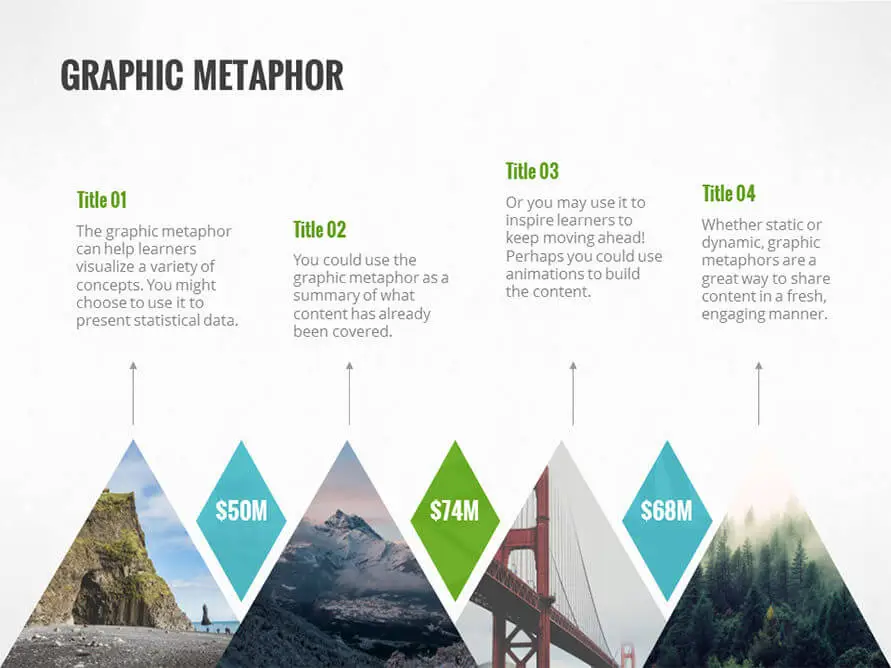 GRAPHIC METAPHOR
Title 01
The graphic metaphor
can help learners
visualize a variety of
concepts. You might
choose to use it to
present statistical data.
Title 02
You could use the
graphic metaphor as a
summary of what
content has already
been covered.
Title 03
Or you may use it to
inspire learners to
keep moving ahead!
Perhaps you could use
animations to build
the content.
Title 04
Whether static or
dynamic, graphic
metaphors are a
great way to share
content in a fresh,
engaging manner.
$50M
$74M
$68M